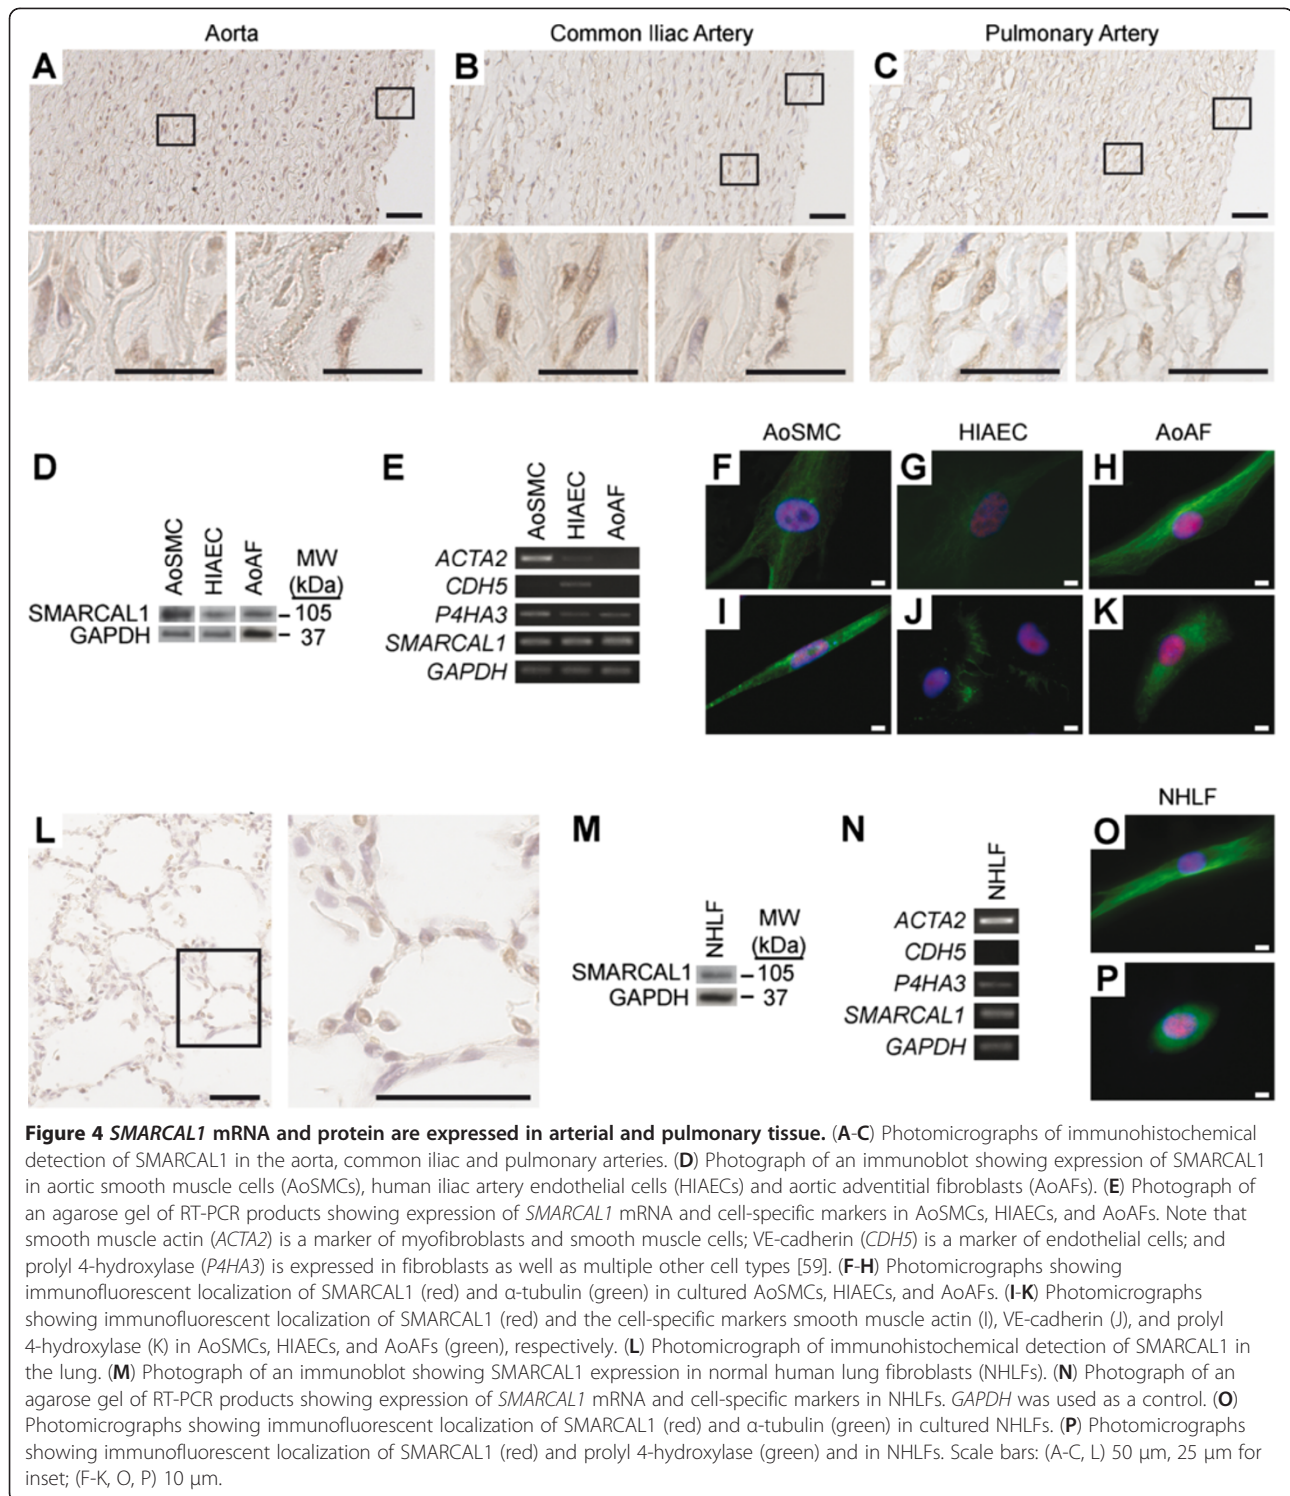 Aorta
Common Iliac Artery
Pulmonary Artery
A
B
C
D
AoSMC
HIAEC
AoAF
MW
(kDa)
SMARCAL1
– 105
GAPDH
– 37
E
AoSMC
HIAEC
AoAF
ACTA2
CDH5
P4HA3
SMARCAL1
GAPDH
AoSMC
HIAEC
AoAF
F
G
H
I
J
K
L
M
NHLF
MW
(kDa)
SMARCAL1
– 105
GAPDH
– 37
N
NHLF
ACTA2
CDH5
P4HA3
SMARCAL1
GAPDH
NHLF
O
P
Figure 4 SMARCAL1 mRNA and protein are expressed in arterial and pulmonary tissue. (A-C) Photomicrographs of immunohistochemical
detection of SMARCAL1 in the aorta, common iliac and pulmonary arteries. (D) Photograph of an immunoblot showing expression of SMARCAL1
in aortic smooth muscle cells (AoSMCs), human iliac artery endothelial cells (HIAECs) and aortic adventitial fibroblasts (AoAFs). (E) Photograph of
an agarose gel of RT-PCR products showing expression of SMARCAL1 mRNA and cell-specific markers in AoSMCs, HIAECs, and AoAFs. Note that
smooth muscle actin (ACTA2) is a marker of myofibroblasts and smooth muscle cells; VE-cadherin (CDH5) is a marker of endothelial cells; and
prolyl 4-hydroxylase (P4HA3) is expressed in fibroblasts as well as multiple other cell types [59]. (F-H) Photomicrographs showing
immunofluorescent localization of SMARCAL1 (red) and α-tubulin (green) in cultured AoSMCs, HIAECs, and AoAFs. (I-K) Photomicrographs
showing immunofluorescent localization of SMARCAL1 (red) and the cell-specific markers smooth muscle actin (I), VE-cadherin (J), and prolyl
4-hydroxylase (K) in AoSMCs, HIAECs, and AoAFs (green), respectively. (L) Photomicrograph of immunohistochemical detection of SMARCAL1 in
the lung. (M) Photograph of an immunoblot showing SMARCAL1 expression in normal human lung fibroblasts (NHLFs). (N) Photograph of an
agarose gel of RT-PCR products showing expression of SMARCAL1 mRNA and cell-specific markers in NHLFs. GAPDH was used as a control. (O)
Photomicrographs showing immunofluorescent localization of SMARCAL1 (red) and α-tubulin (green) in cultured NHLFs. (P) Photomicrographs
showing immunofluorescent localization of SMARCAL1 (red) and prolyl 4-hydroxylase (green) and in NHLFs. Scale bars: (A-C, L) 50 μm, 25 μm for
inset; (F-K, O, P) 10 μm.